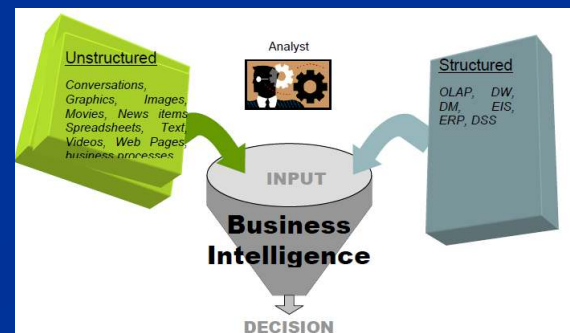 Unstructured
Conversations,
Graphics, Images,
Movies, News items
Spreadsheets, Text,
Videos, Web Pages,
business processes
Analyst
Structured
OLAP, DW,
DM, EIS,
ERP, DSS
INPUT
Business
Intelligence
DECISION